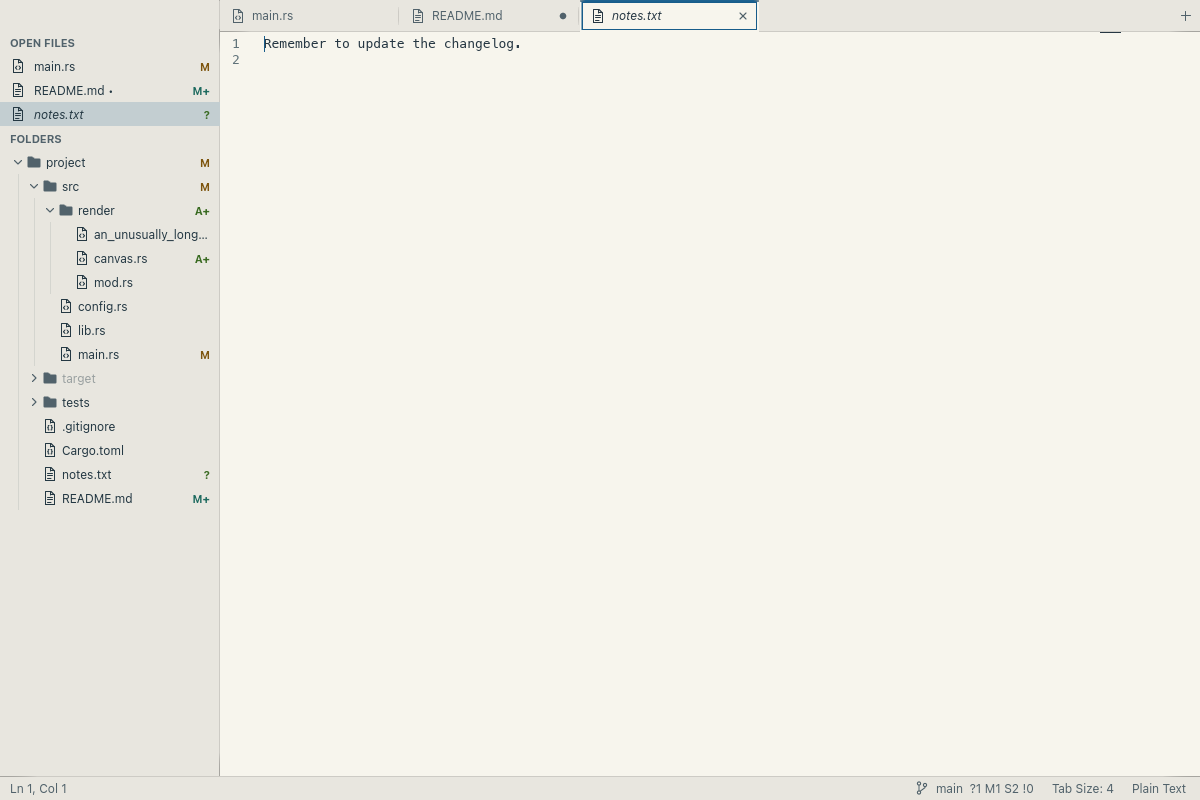 main.rs
README.md •
notes.txt ×
+
OPEN FILES
main.rs M
README.md • M+
notes.txt ?
FOLDERS
project M
src M
render A+
an_unusually_long...
canvas.rs A+
mod.rs
config.rs
lib.rs
main.rs M
target
tests
.gitignore
Cargo.toml
notes.txt ?
README.md M+
1 Remember to update the changelog.
2
Ln 1, Col 1
main ?1 M1 S2 !0 Tab Size: 4 Plain Text